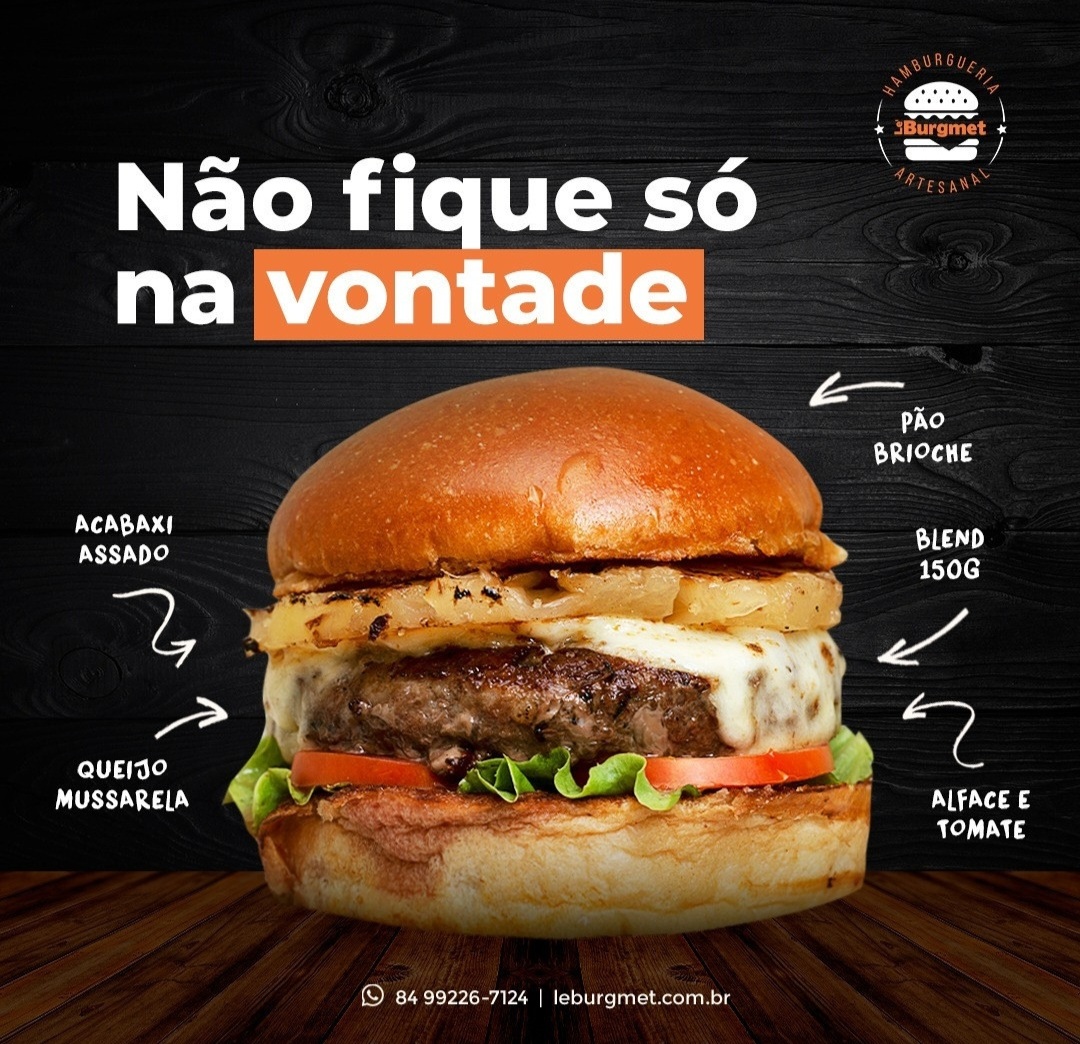 HAMBURGUERIA
Le Burgmet
ARTESANAL
Não fique só
na vontade
PÃO
BRIOCHE
ACABAXI
ASSADO
BLEND
150G
QUEIJO
MUSSARELA
ALFACE E
TOMATE
84 99226-7124 | leburgmet.com.br